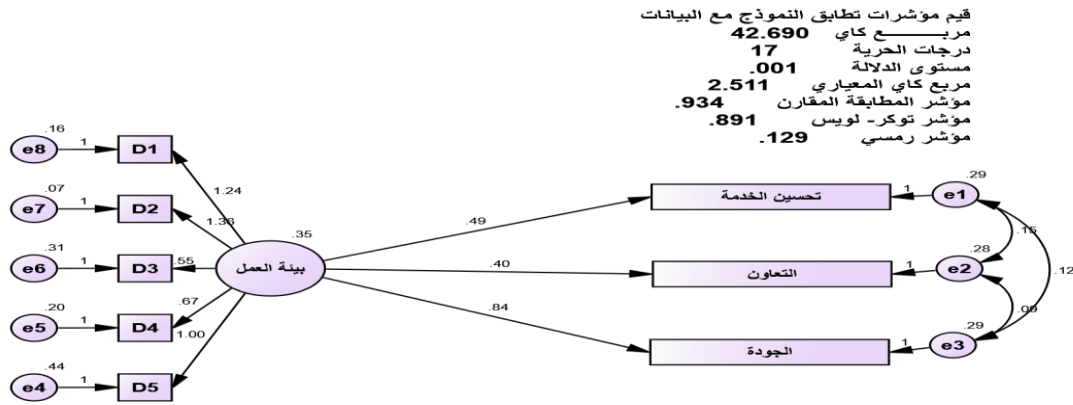 قيم مؤشرات تطابق النموذج مع البيانات
مربـــــــع كاي 42.690
درجات الحرية 17
مستوى الدلالة .001
مربع كاي المعياري 2.511
مؤشر المطابقة المقارن .934
مؤشر توكر- لويس .891
مؤشر رمسي .129
.16
e8 1 D1
.07
e7 1 D2
.31
e6 1 D3
.20
e5 1 D4
.44
e4 1 D5
1.24
1.36
.55
.67
1.00
.35
بيئة العمل
.49
.40
.84
تحسين الخدمة 1 e1 .29
التعاون 1 e2 .28
الجودة 1 e3 .29
.15
.12
.09